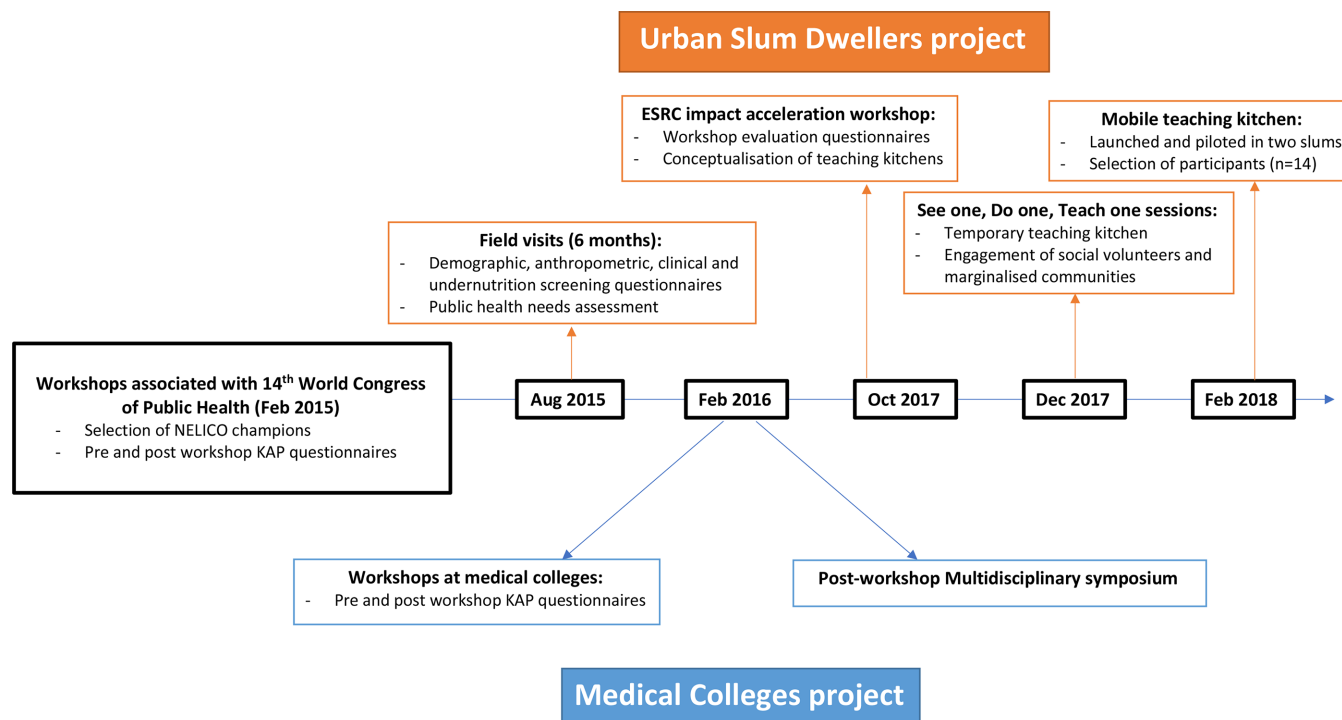 Urban Slum Dwellers project
ESRC impact acceleration workshop:
- Workshop evaluation questionnaires
- Conceptualisation of teaching kitchens
Mobile teaching kitchen:
- Launched and piloted in two slums
- Selection of participants (n=14)
See one, Do one, Teach one sessions:
- Temporary teaching kitchen
- Engagement of social volunteers and
marginalised communities
Field visits (6 months):
- Demographic, anthropometric, clinical and
undernutrition screening questionnaires
- Public health needs assessment
Workshops associated with 14th World Congress
of Public Health (Feb 2015)
- Selection of NELICO champions
- Pre and post workshop KAP questionnaires
Aug 2015
Feb 2016
Oct 2017
Dec 2017
Feb 2018
Workshops at medical colleges:
- Pre and post workshop KAP questionnaires
Post-workshop Multidisciplinary symposium
Medical Colleges project